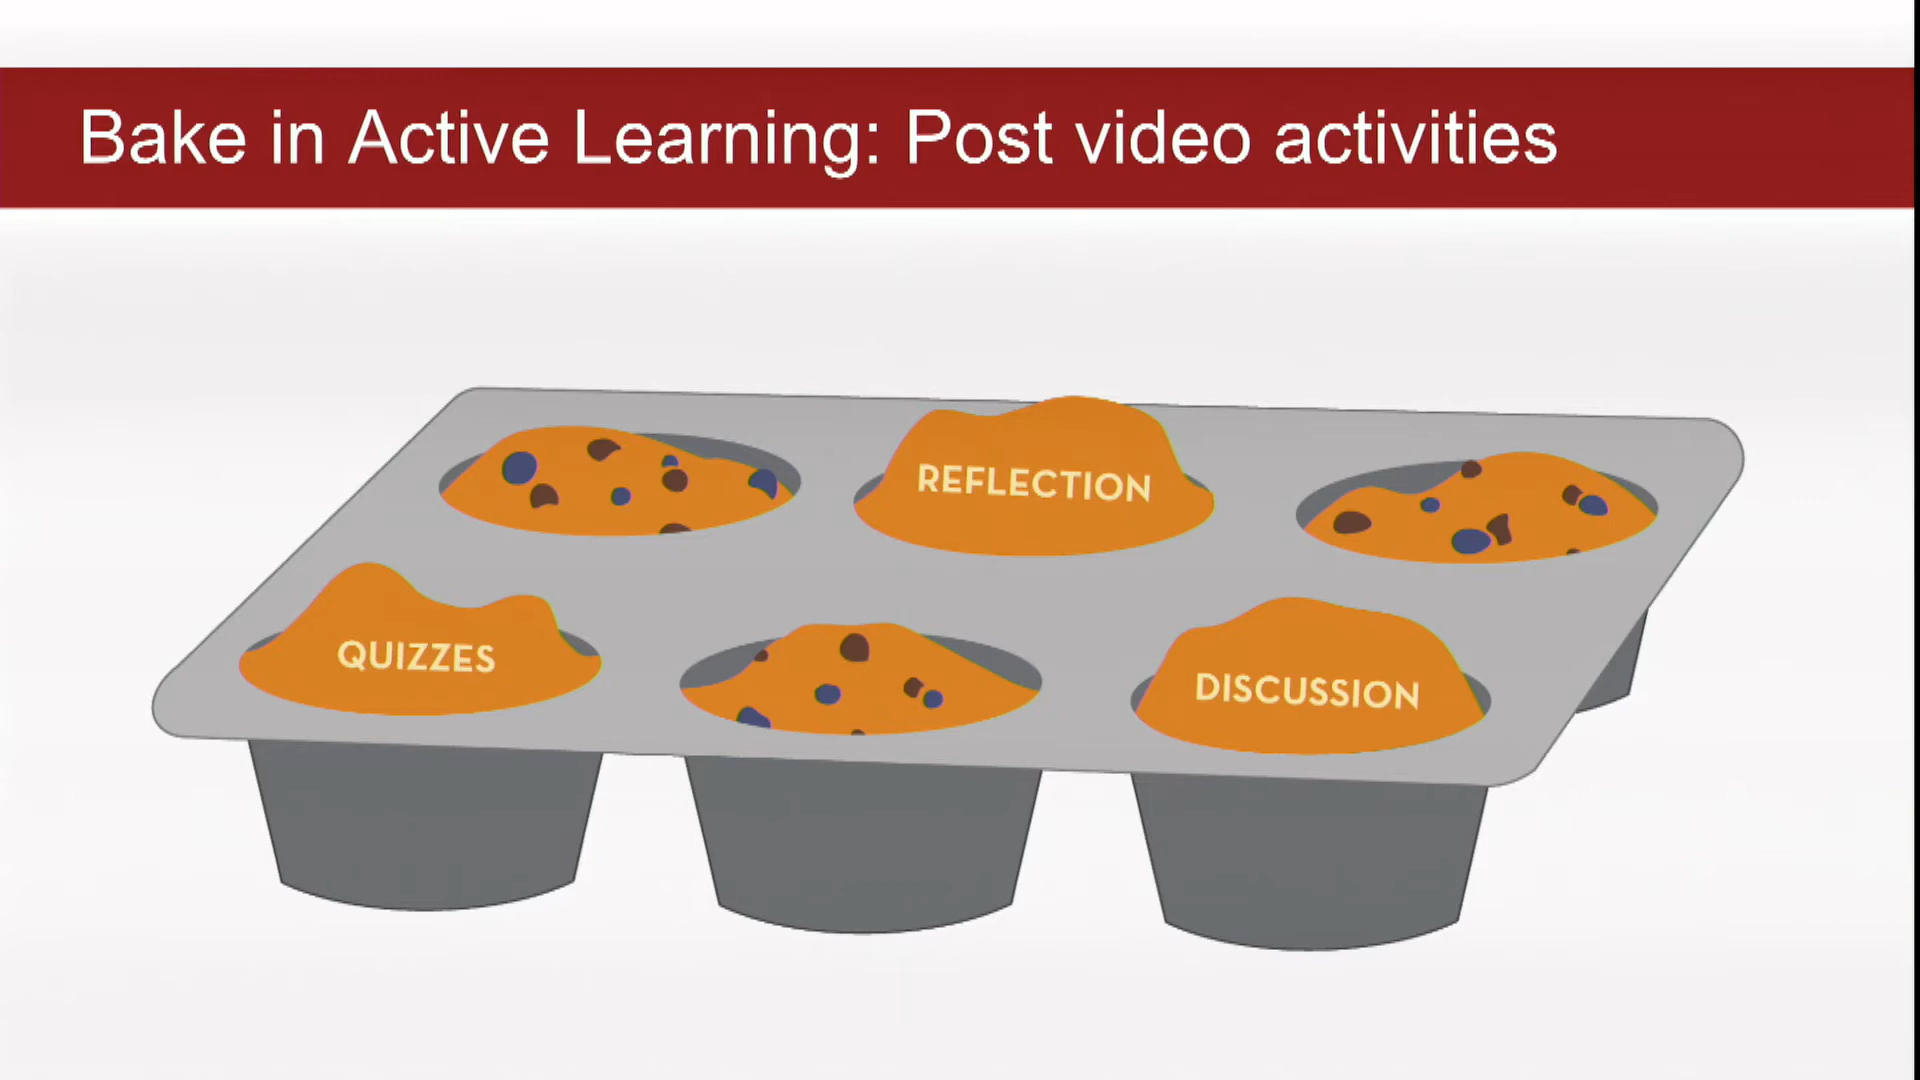 Bake in Active Learning: Post video activities
REFLECTION
QUIZZES
DISCUSSION